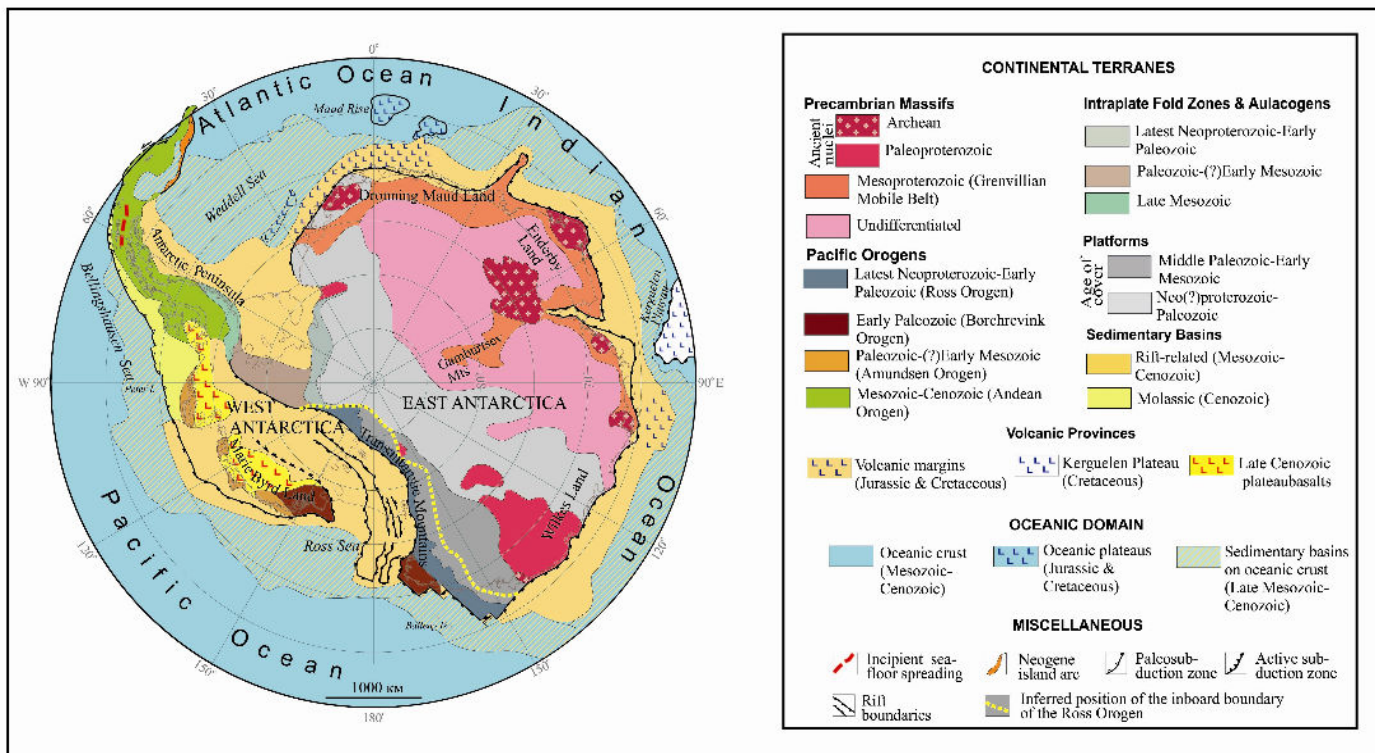 0°
30°
30°
60°
60°
W 90°
90°E
120°
120°
150°
150°
180°
Atlantic Ocean
Indian
Ocean
Pacific Ocean
Maud Rise
Weddell Sea
Dronning Maud Land
Enderby
Land
Kerguelen
Plateau
Antarctic Peninsula
Bellingshausen Sea
Peter I.
Gamburtsev
Mts
EAST ANTARCTICA
WEST
ANTARCTICA
Transantarctic Mountains
Marie Byrd Land
Wilkes Land
Ross Sea
Balleny Is
1000 км
CONTINENTAL TERRANES
Precambrian Massifs
Ancient
nuclei
Archean
Paleoproterozoic
Mesoproterozoic (Grenvillian
Mobile Belt)
Undifferentiated
Pacific Orogens
Latest Neoproterozoic-Early
Paleozoic (Ross Orogen)
Early Paleozoic (Borchrevink
Orogen)
Paleozoic-(?)Early Mesozoic
(Amundsen Orogen)
Mesozoic-Cenozoic (Andean
Orogen)
Intraplate Fold Zones & Aulacogens
Latest Neoproterozoic-Early
Paleozoic
Paleozoic-(?)Early Mesozoic
Late Mesozoic
Platforms
Age of
cover
Middle Paleozoic-Early
Mesozoic
Neo(?)proterozoic-
Paleozoic
Sedimentary Basins
Rift-related (Mesozoic-
Cenozoic)
Molassic (Cenozoic)
Volcanic Provinces
Volcanic margins
(Jurassic & Cretaceous)
Kerguelen Plateau
(Cretaceous)
Late Cenozoic
plateaubasalts
OCEANIC DOMAIN
Oceanic crust
(Mesozoic-
Cenozoic)
Oceanic plateaus
(Jurassic &
Cretaceous)
Sedimentary basins
on oceanic crust
(Late Mesozoic-
Cenozoic)
MISCELLANEOUS
Incipient sea-
floor spreading
Neogene
island arc
Paleosub-
duction zone
Active sub-
duction zone
Rift
boundaries
Inferred position of the inboard boundary
of the Ross Orogen